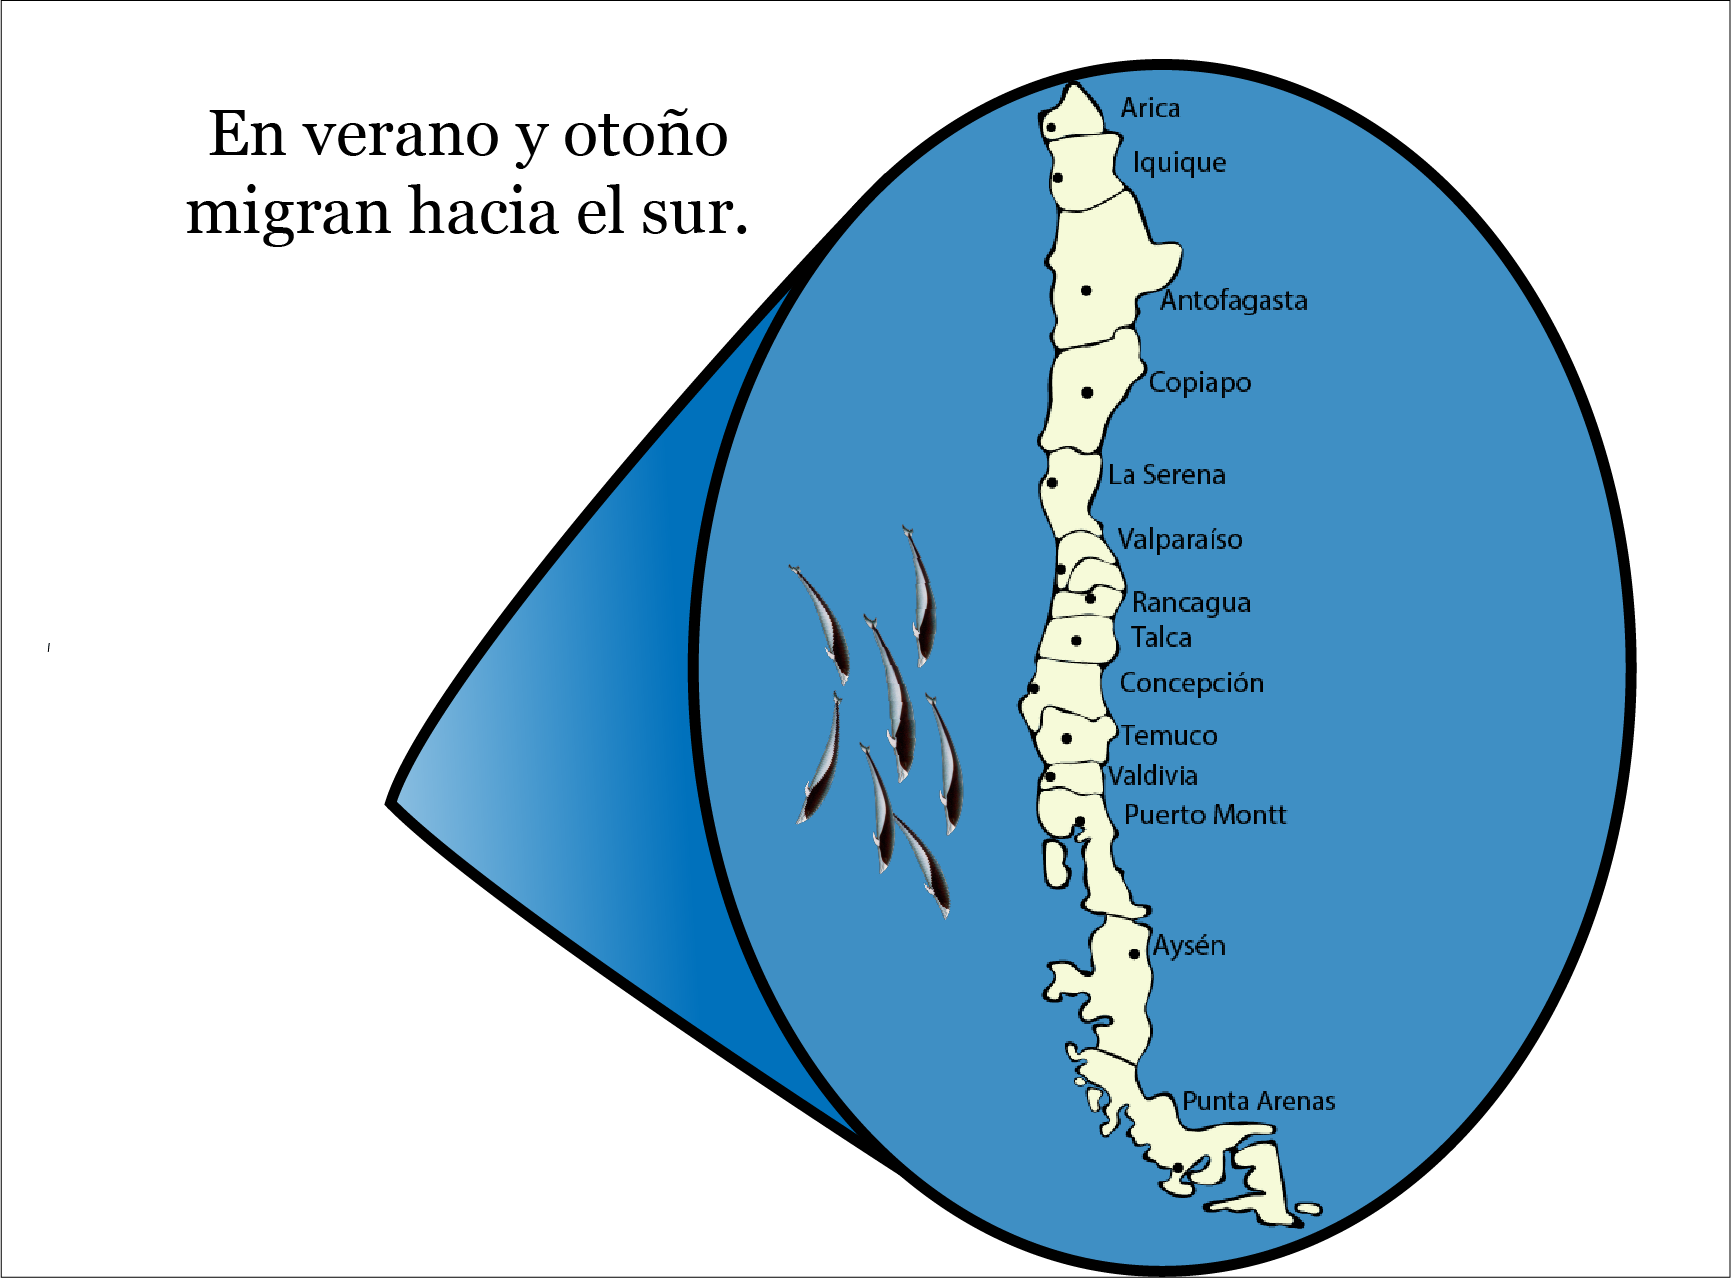 En verano y otoño
migran hacia el sur.
Arica
Iquique
Antofagasta
Copiapo
La Serena
Valparaíso
Rancagua
Talca
Concepción
Temuco
Valdivia
Puerto Montt
Aysén
Punta Arenas